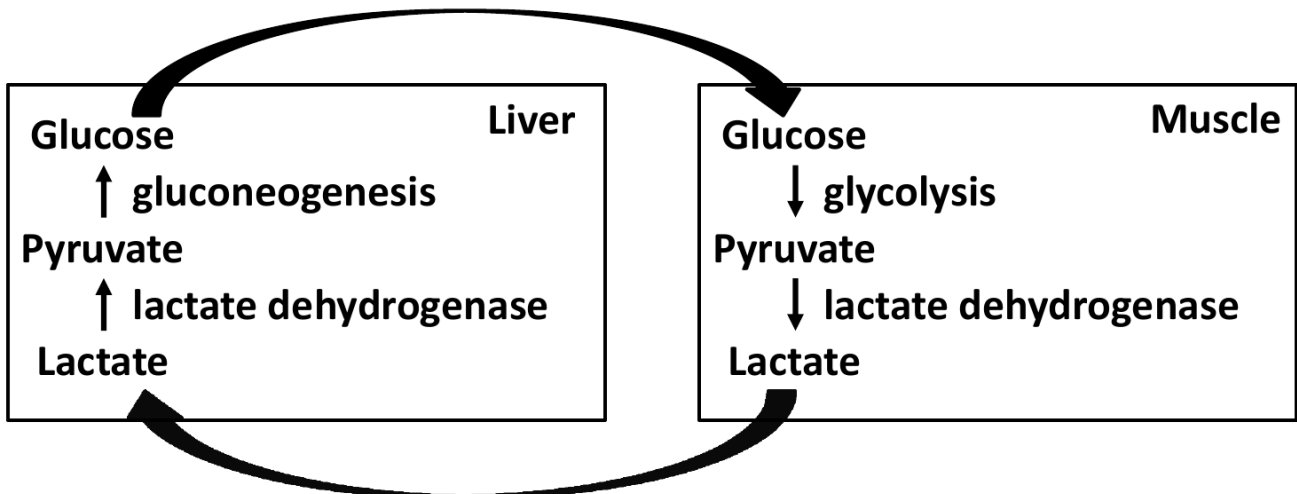 Liver
Glucose
gluconeogenesis
Pyruvate
lactate dehydrogenase
Lactate
Muscle
Glucose
glycolysis
Pyruvate
lactate dehydrogenase
Lactate